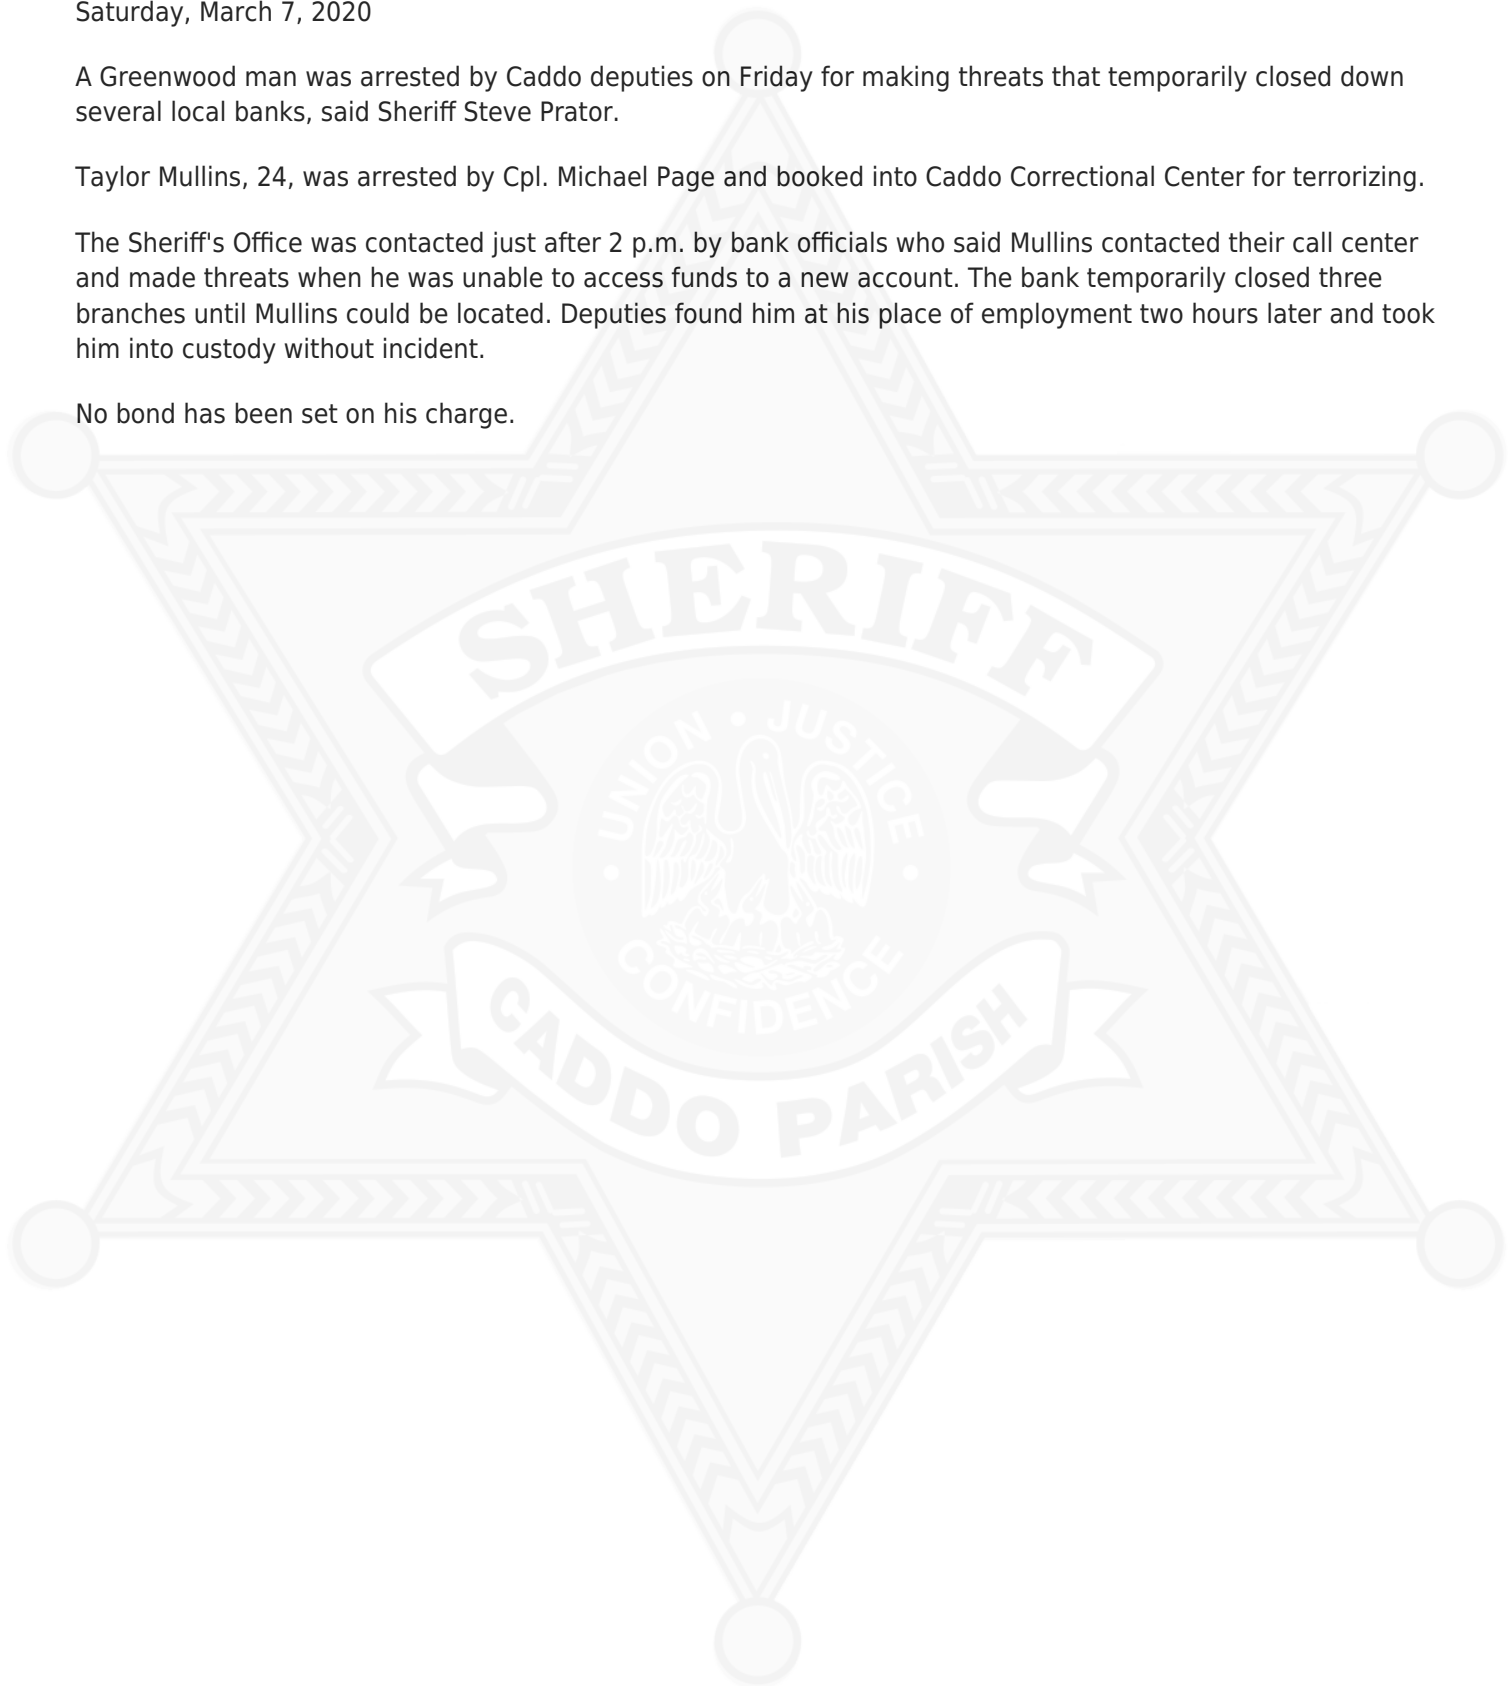 Saturday, March 7, 2020
A Greenwood man was arrested by Caddo deputies on Friday for making threats that temporarily closed down
several local banks, said Sheriff Steve Prator.
Taylor Mullins, 24, was arrested by Cpl. Michael Page and booked into Caddo Correctional Center for terrorizing.
The Sheriff's Office was contacted just after 2 p.m. by bank officials who said Mullins contacted their call center
and made threats when he was unable to access funds to a new account. The bank temporarily closed three
branches until Mullins could be located. Deputies found him at his place of employment two hours later and took
him into custody without incident.
No bond has been set on his charge.
SHERIFF
UNION • JUSTICE
• CONFIDENCE •
CADDO PARISH